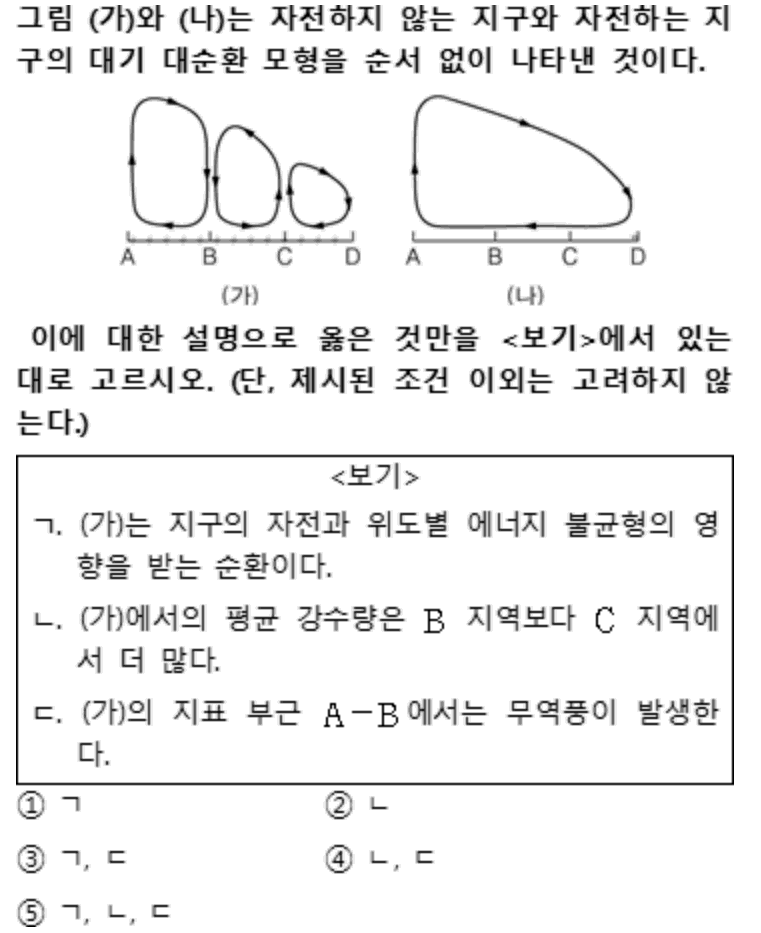 그림 (가)와 (나)는 자전하지 않는 지구와 자전하는 지
구의 대기 대순환 모형을 순서 없이 나타낸 것이다.
A B C D A B C D
(가) (나)
이에 대한 설명으로 옳은 것만을 <보기>에서 있는
대로 고르시오. (단, 제시된 조건 이외는 고려하지 않
는다.)
<보기>
ㄱ. (가)는 지구의 자전과 위도별 에너지 불균형의 영
향을 받는 순환이다.
ㄴ. (가)에서의 평균 강수량은 B 지역보다 C 지역에
서 더 많다.
ㄷ. (가)의 지표 부근 A-B에서는 무역풍이 발생한
다.
① ㄱ ② ㄴ
③ ㄱ, ㄷ ④ ㄴ, ㄷ
⑤ ㄱ, ㄴ, ㄷ